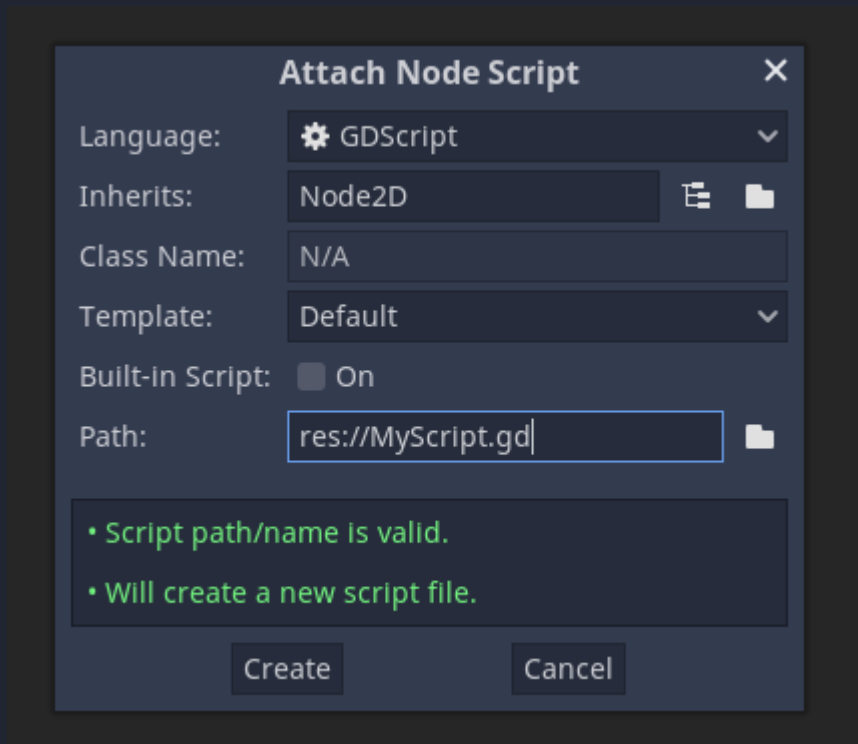 Attach Node Script
Language: GDScript
Inherits: Node2D
Class Name: N/A
Template: Default
Built-in Script: On
Path: res://MyScript.gd
• Script path/name is valid.
• Will create a new script file.
Create Cancel